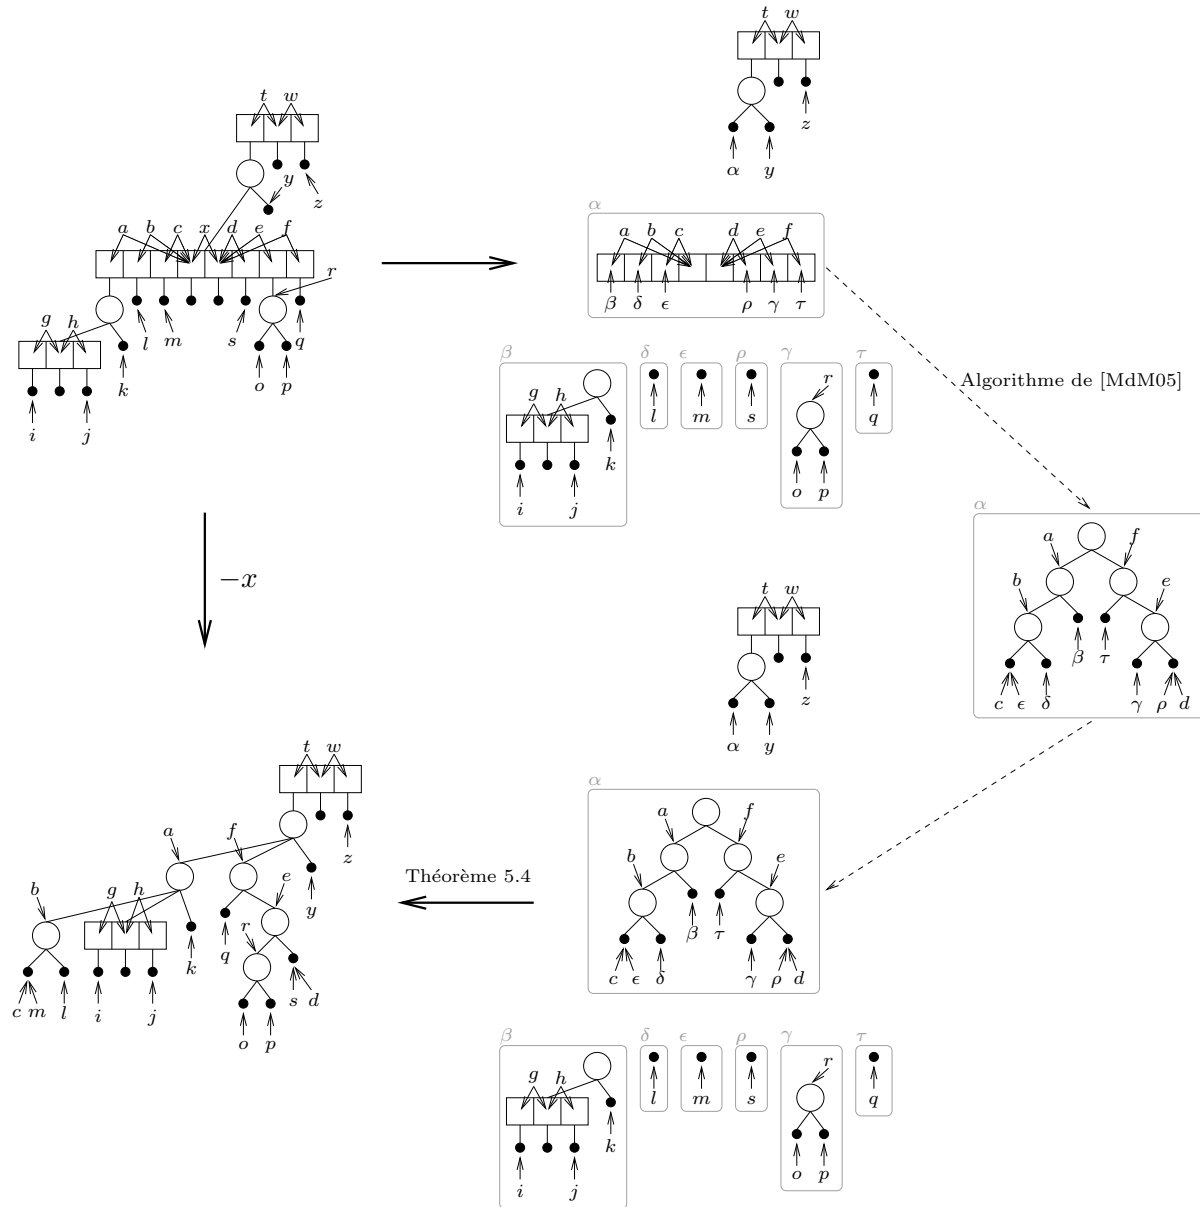 t w
z
α y
t w
y
z
α
a b c x d e f
r
a b c d e f
β δ ϵ ρ γ τ
g h
l m s q
k o p
i j
β δ ϵ ρ γ τ
r
g h
l m s q
k
o p
i j
Algorithme de [MdM05]
α
a f
b e
β τ
c ϵ δ γ ρ d
−x
t w
z
α y
t w
z
α
a f
b e
β τ
c ϵ δ γ ρ d
Théorème 5.4
a f
b g h e
y
k q r
c m l i j s d
o p
β δ ϵ ρ γ τ
r
g h
l m s q
k
o p
i j